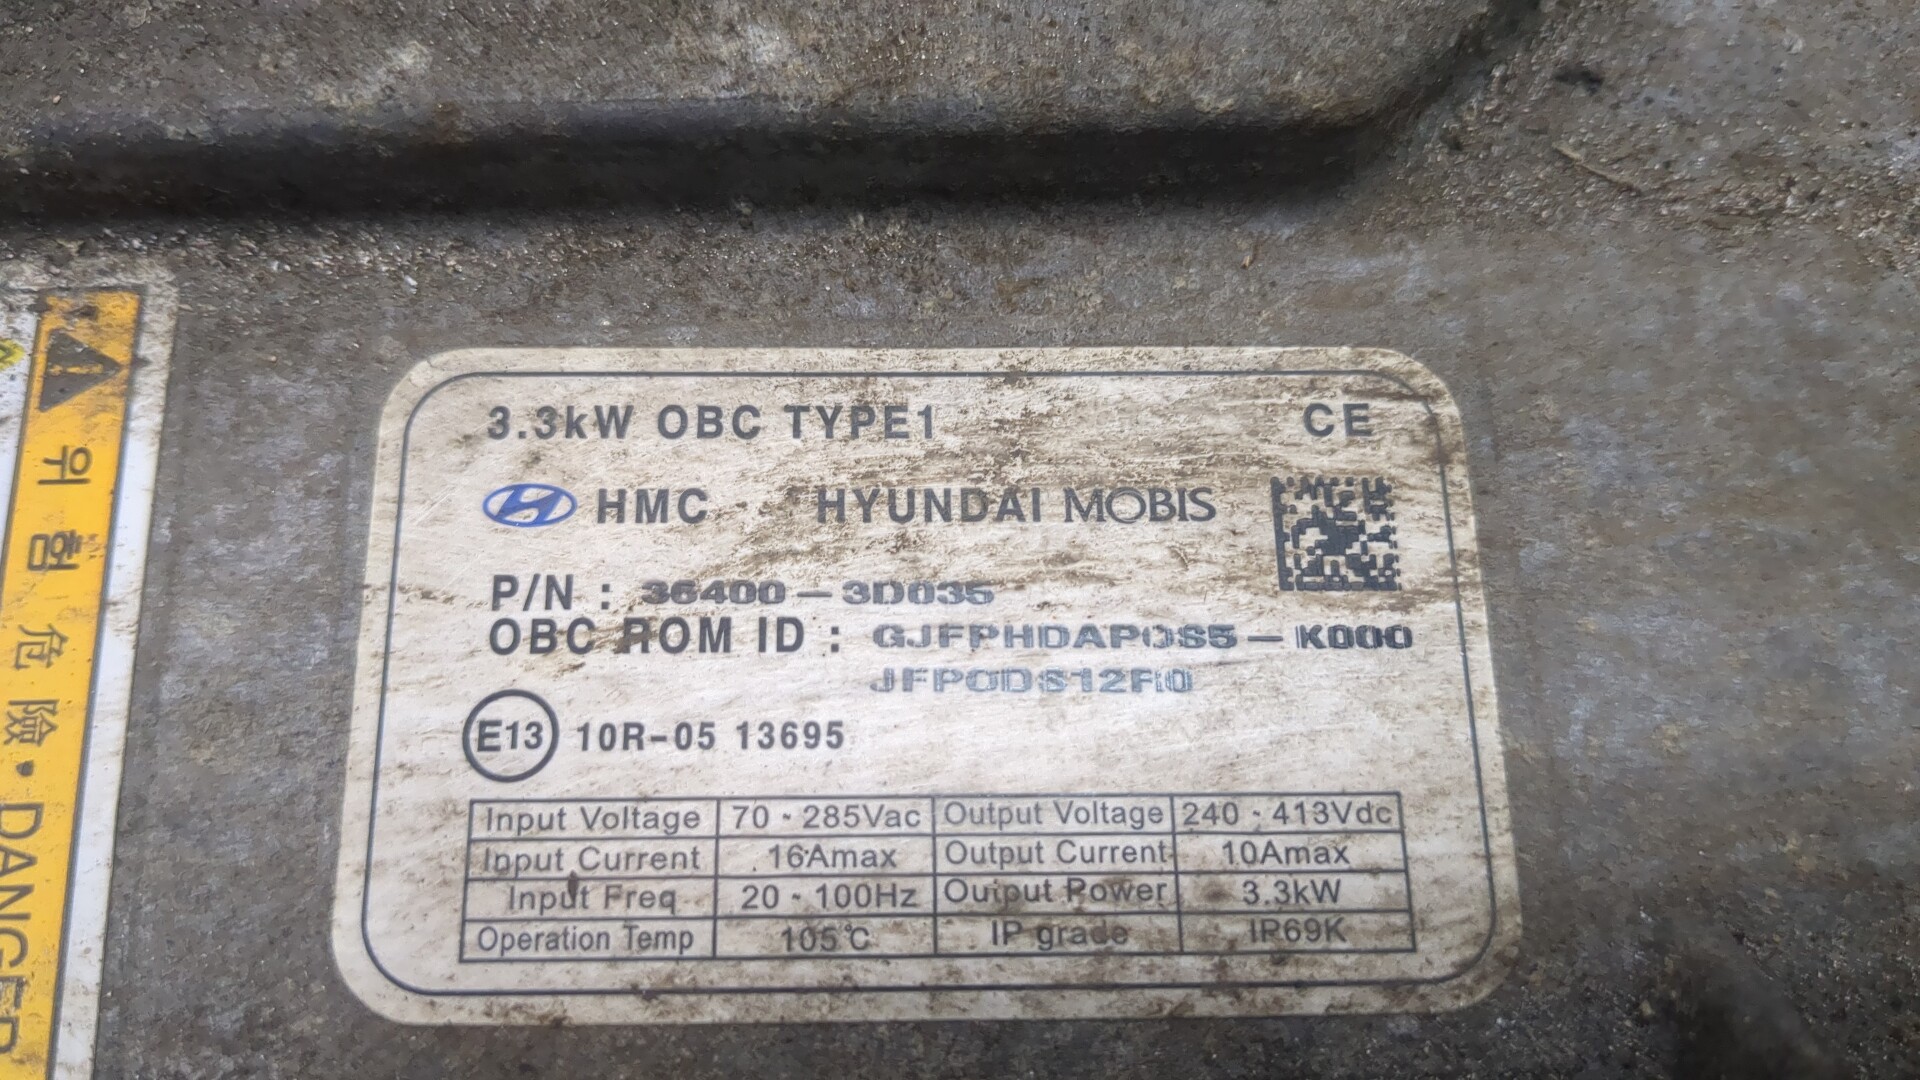 위험
危險・DANGER
3.3kW OBC TYPE1 CE
HMC HYUNDAI MOBIS
P/N : 36400-3D035
OBC ROM ID : GJFPHDAP0S5-K000
JFPODS12F10
E13 10R-05 13695
Input Voltage 70 - 285Vac Output Voltage 240 - 413Vdc
Input Current 16Amax Output Current 10Amax
Input Freq 20 - 100Hz Output Power 3.3kW
Operation Temp 105℃ IP grade IP69K